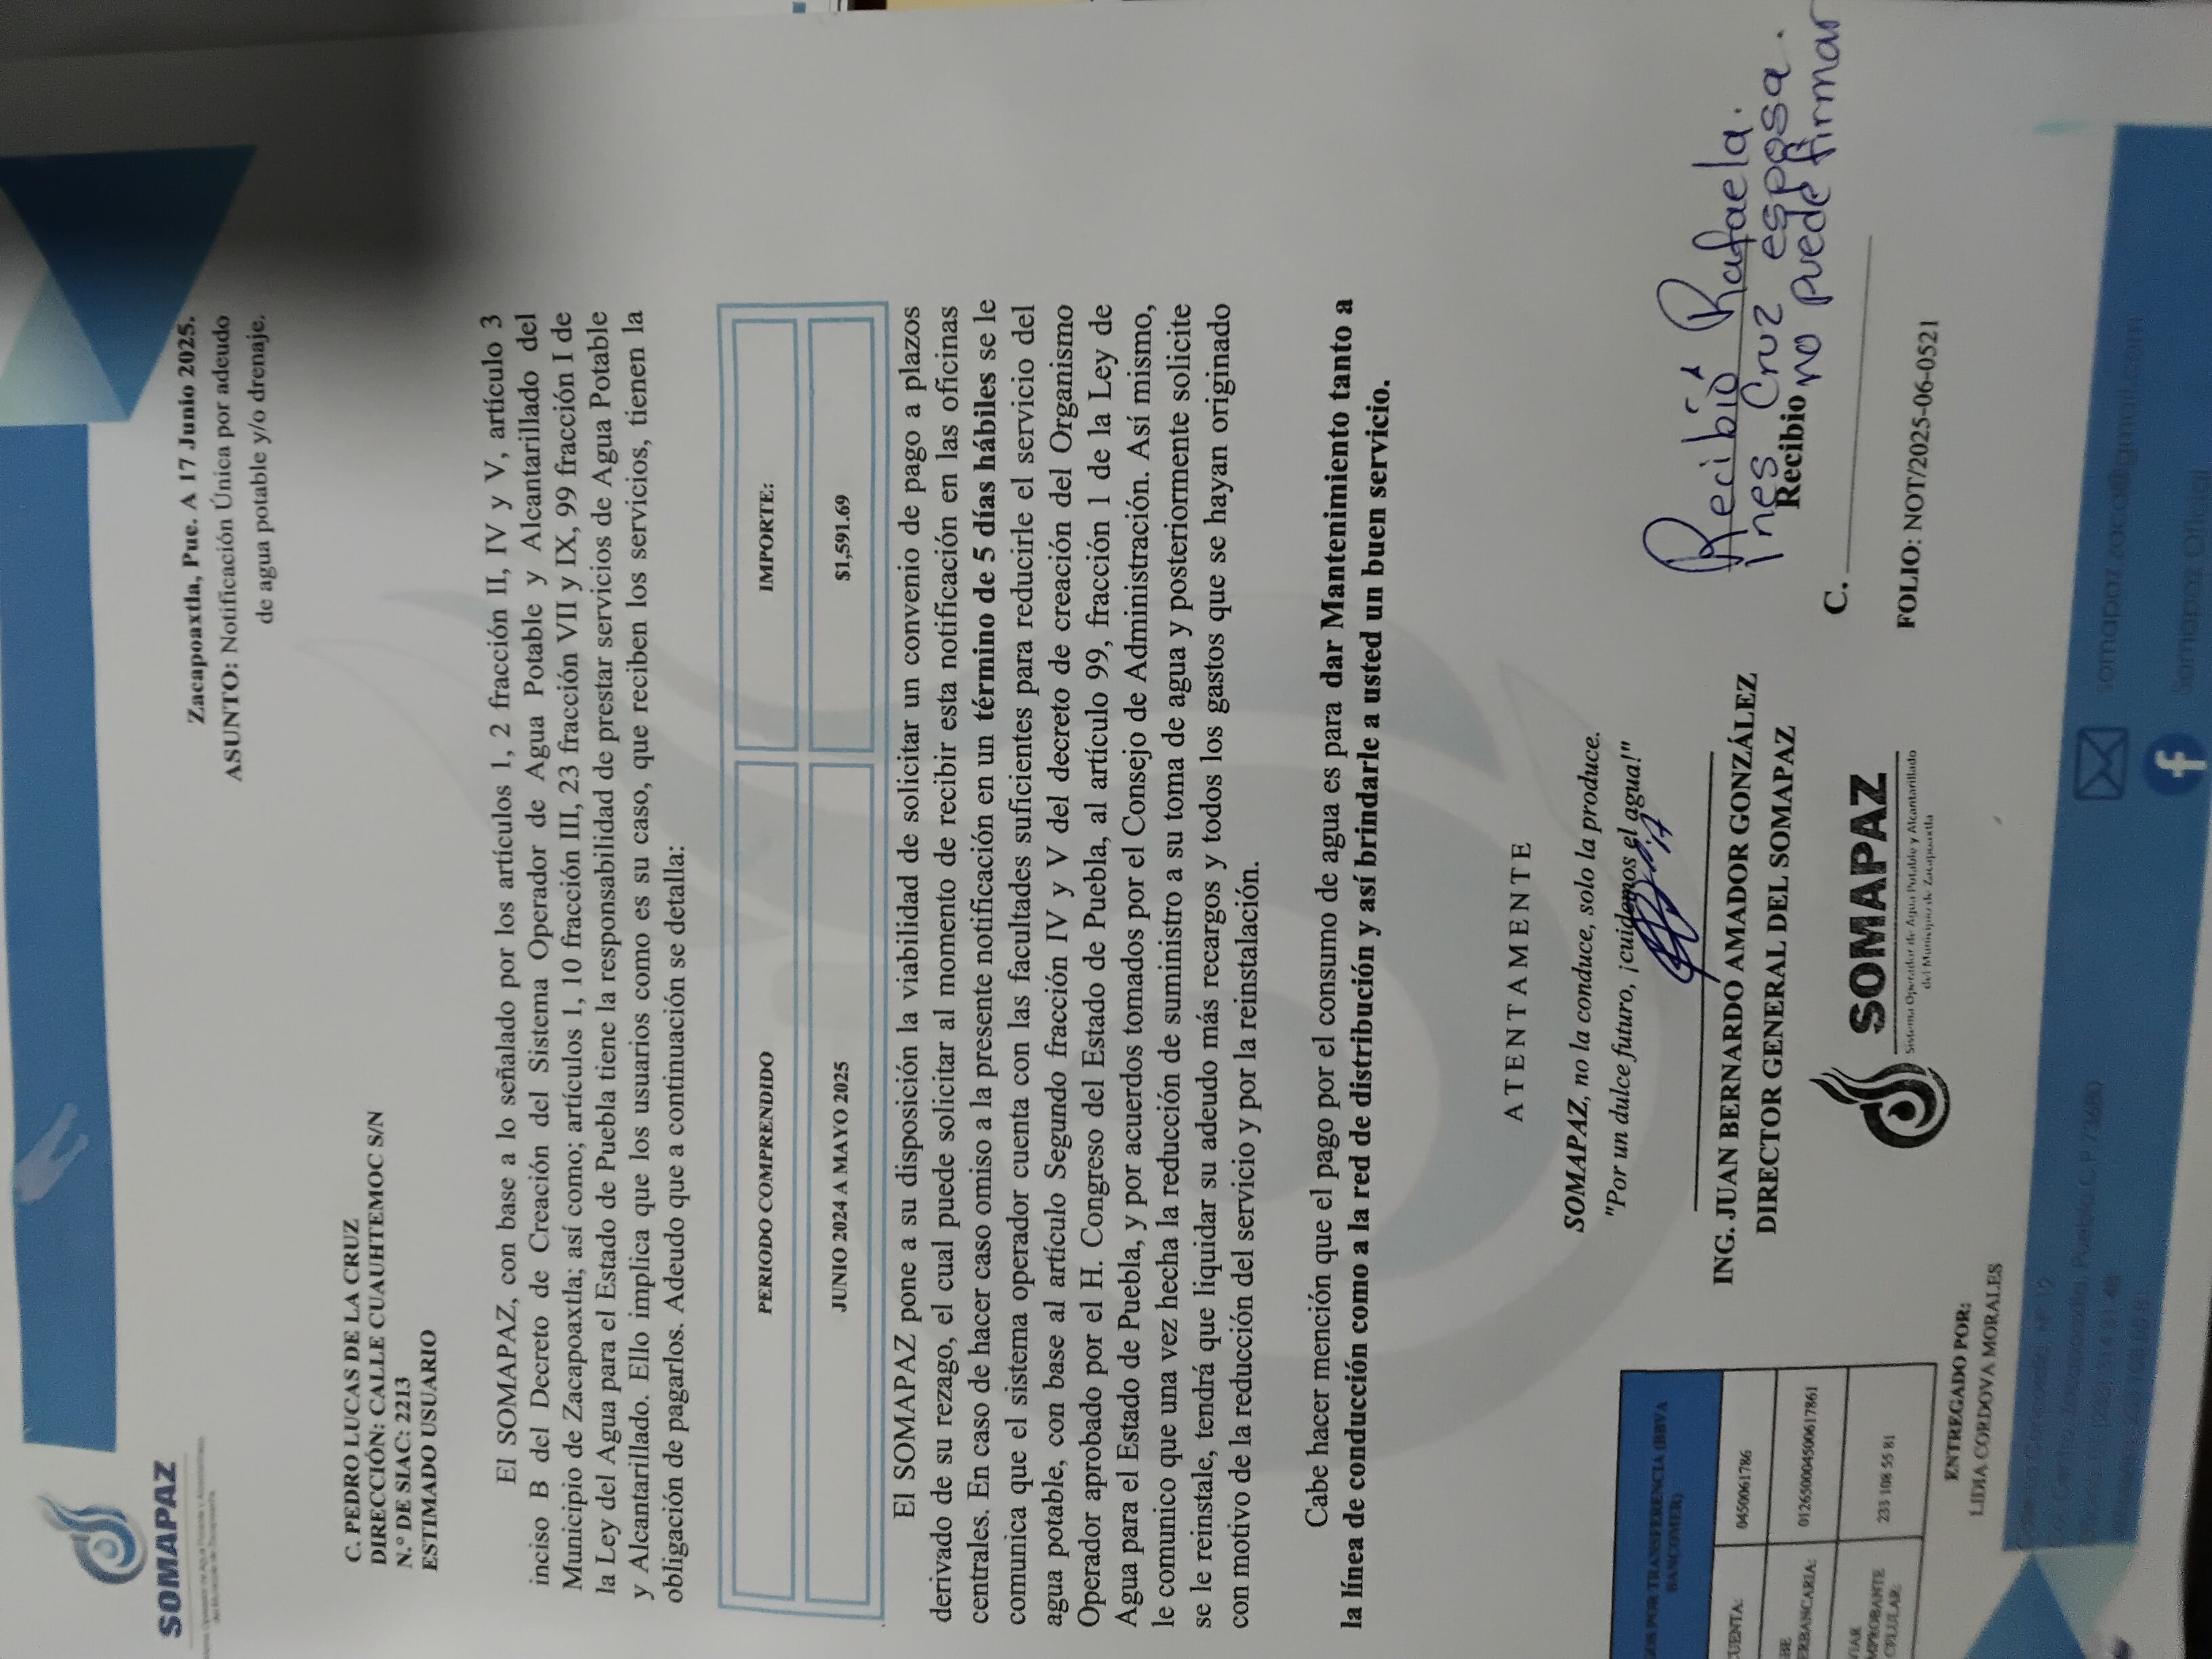 SOMAPAZ
Zacapoaxtla, Pue. A 17 Junio 2025.
ASUNTO: Notificación Única por adeudo
de agua potable y/o drenaje.
C. PEDRO LUCAS DE LA CRUZ
DIRECCIÓN: CALLE CUAUHTEMOC S/N
N.° DE SIAC: 2213
ESTIMADO USUARIO
El SOMAPAZ, con base a lo señalado por los artículos 1, 2 fracción II, IV y V, artículo 3
inciso B del Decreto de Creación del Sistema Operador de Agua Potable y Alcantarillado del
Municipio de Zacapoaxtla; así como; artículos 1, 10 fracción III, 23 fracción VII y IX, 99 fracción I de
la Ley del Agua para el Estado de Puebla tiene la responsabilidad de prestar servicios de Agua Potable
y Alcantarillado. Ello implica que los usuarios como es su caso, que reciben los servicios, tienen la
obligación de pagarlos. Adeudo que a continuación se detalla:
PERIODO COMPRENDIDO IMPORTE:
JUNIO 2024 A MAYO 2025 $1,591.69
El SOMAPAZ pone a su disposición la viabilidad de solicitar un convenio de pago a plazos
derivado de su rezago, el cual puede solicitar al momento de recibir esta notificación en las oficinas
centrales. En caso de hacer caso omiso a la presente notificación en un término de 5 días hábiles se le
comunica que el sistema operador cuenta con las facultades suficientes para reducirle el servicio del
agua potable, con base al artículo Segundo fracción IV y V del decreto de creación del Organismo
Operador aprobado por el H. Congreso del Estado de Puebla, al artículo 99, fracción 1 de la Ley de
Agua para el Estado de Puebla, y por acuerdos tomados por el Consejo de Administración. Así mismo,
le comunico que una vez hecha la reducción de suministro a su toma de agua y posteriormente solicite
se le reinstale, tendrá que liquidar su adeudo más recargos y todos los gastos que se hayan originado
con motivo de la reducción del servicio y por la reinstalación.
Cabe hacer mención que el pago por el consumo de agua es para dar Mantenimiento tanto a
la línea de conducción como a la red de distribución y así brindarle a usted un buen servicio.
ATENTAMENTE
SOMAPAZ, no la conduce, solo la produce.
"Por un dulce futuro, ¡cuidemos el agua!"
ING. JUAN BERNARDO AMADOR GONZÁLEZ
DIRECTOR GENERAL DEL SOMAPAZ
SOMAPAZ
Sistema Operador de Agua Potable y Alcantarillado
del Municipio de Zacapoaxtla
Recibió Rafaela.
Ines Cruz esposa.
no puede firmar
Recibio
C.
FOLIO: NOT/2025-06-0521
POR TRANSFERENCIA (BBVA
BANCOMER)
UENTA: 0450061786
BE
ERBANCARIA: 012650004500617861
IAR
MPROBANTE
CELULAR: 233 108 55 81
ENTREGADO POR:
LIDIA CORDOVA MORALES
somapaz.zaca@gmail.com
Somapaz Oficial